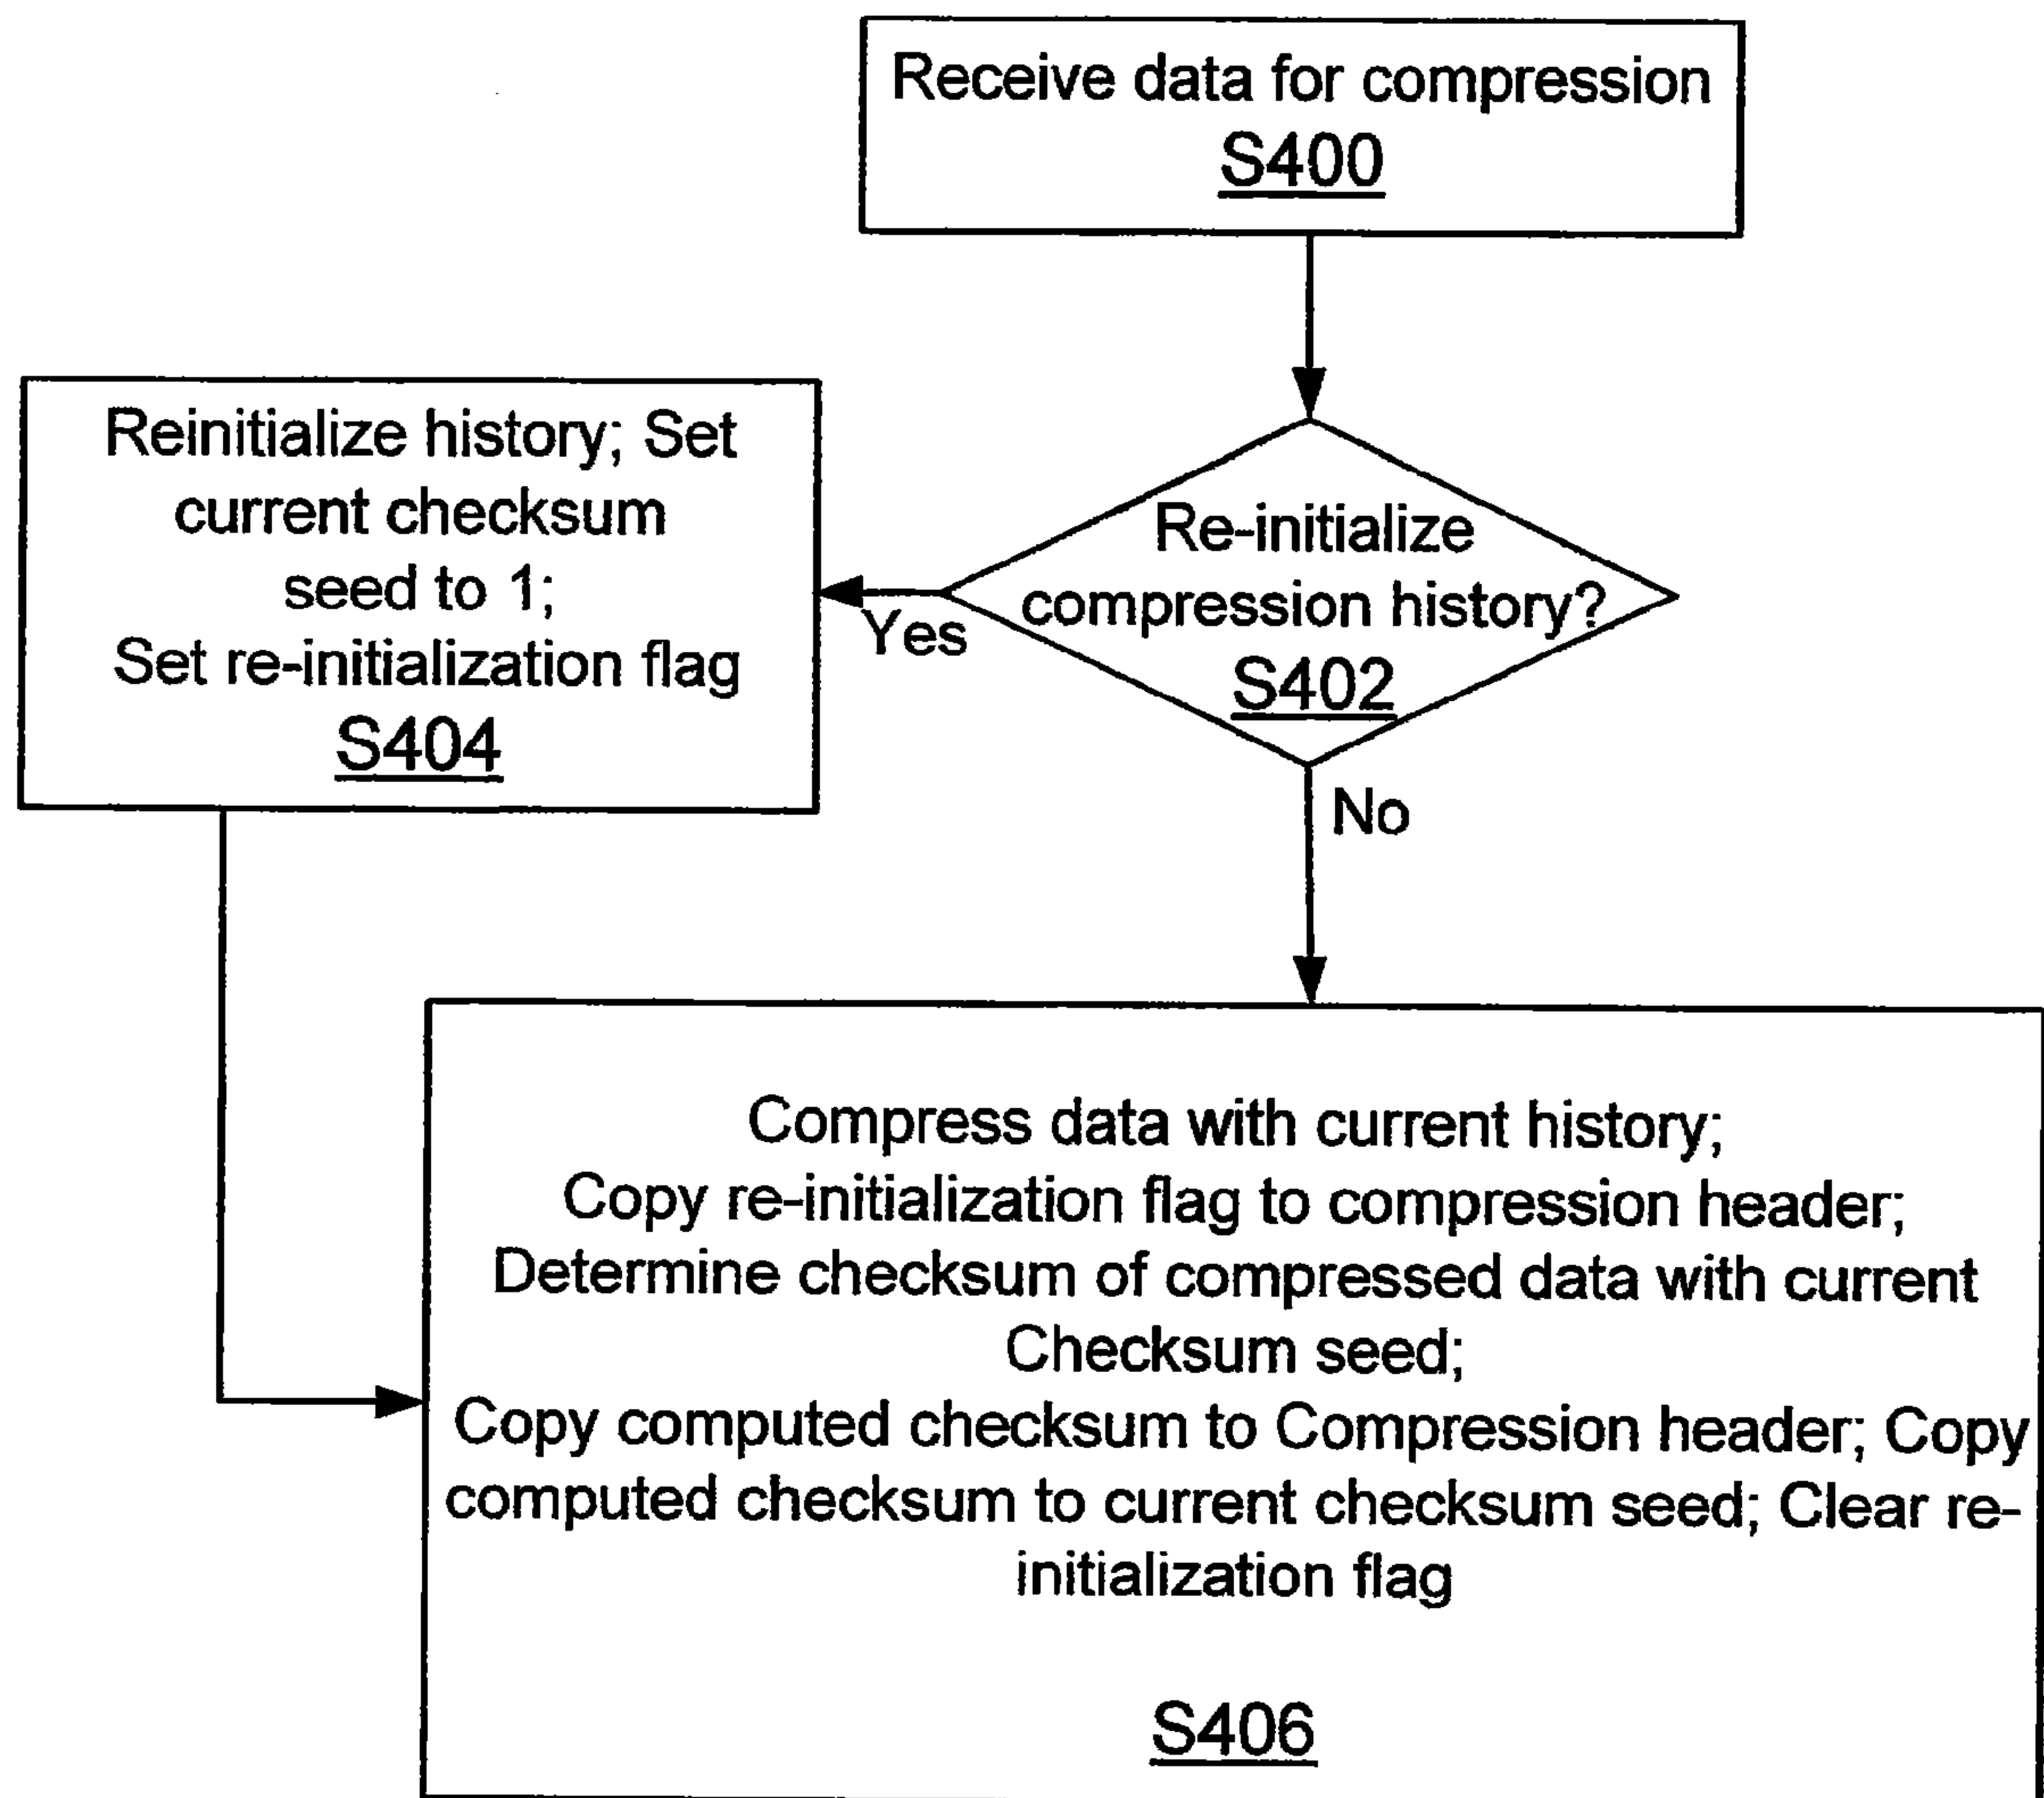 Receive data for compression
S400
Reinitialize history; Set
current checksum
seed to 1;
Set re-initialization flag
S404
Re-initialize
compression history?
S402
Yes
No
Compress data with current history;
Copy re-initialization flag to compression header;
Determine checksum of compressed data with current
Checksum seed;
Copy computed checksum to Compression header; Copy
computed checksum to current checksum seed; Clear re-
initialization flag
S406